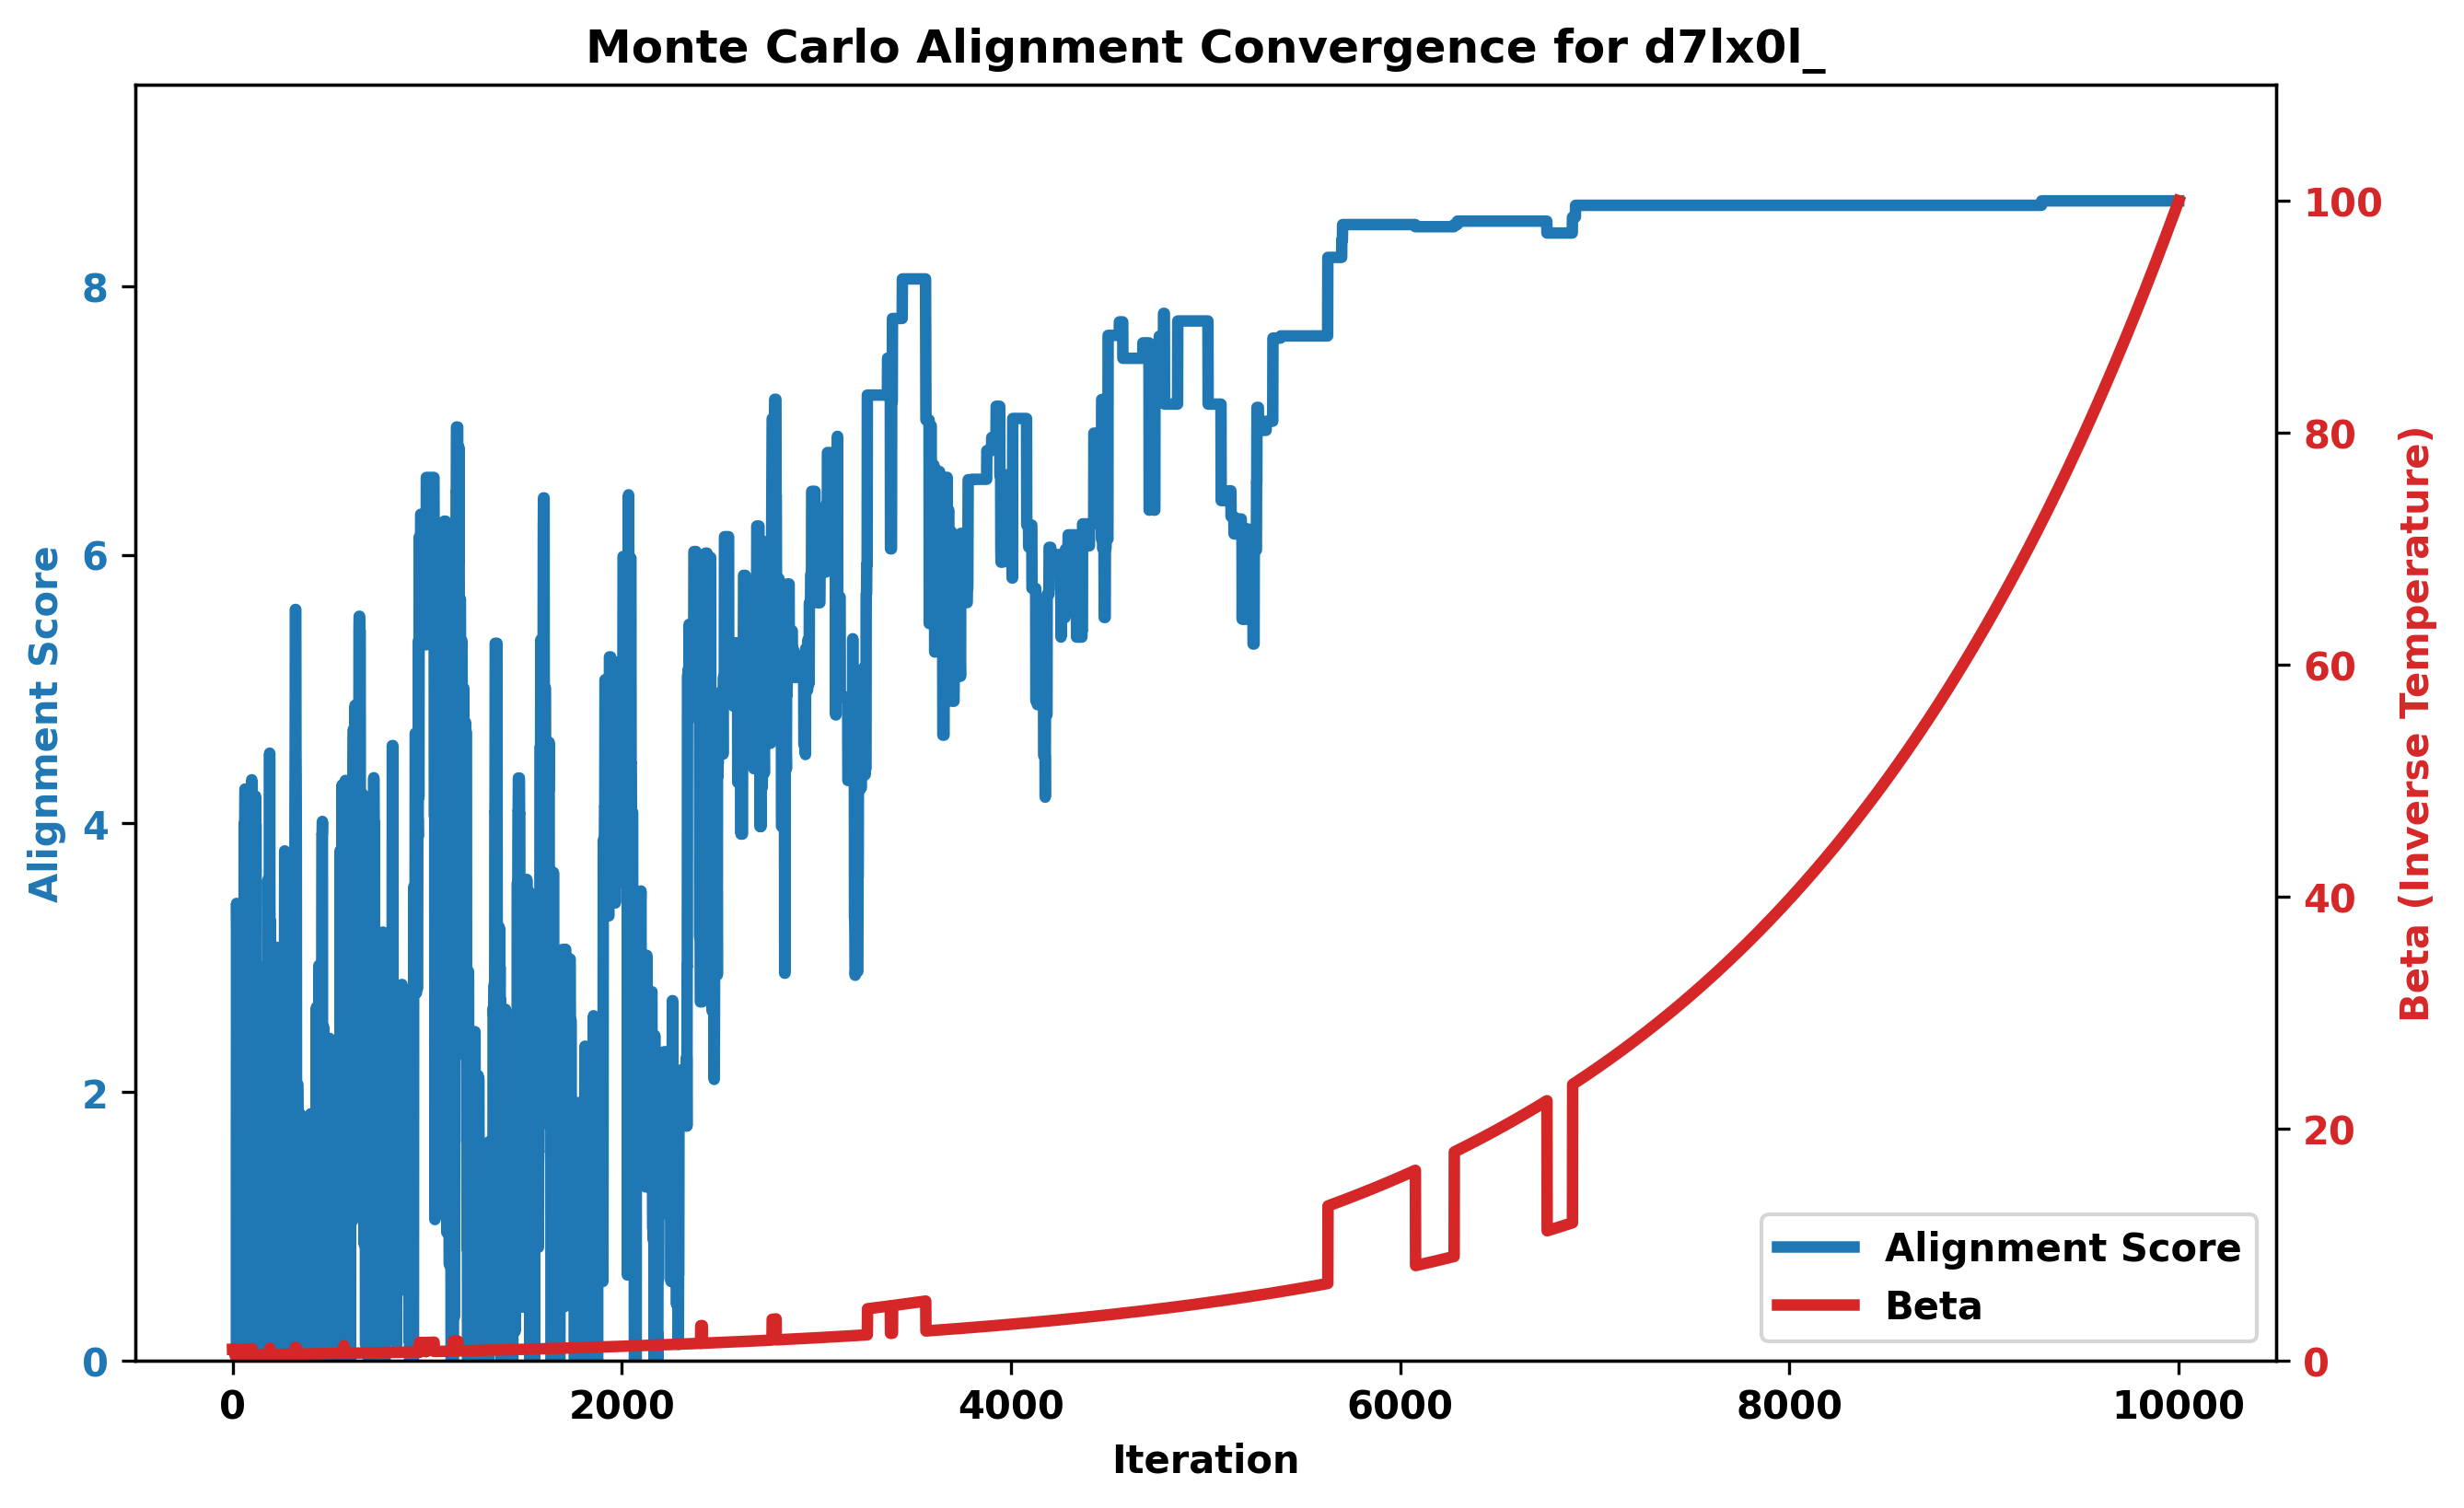 Monte Carlo Alignment Convergence for d7lx0l_
Alignment Score
8
6
4
2
0
100
80
60
40
20
0
Beta (Inverse Temperature)
Alignment Score
Beta
0 2000 4000 6000 8000 10000
Iteration